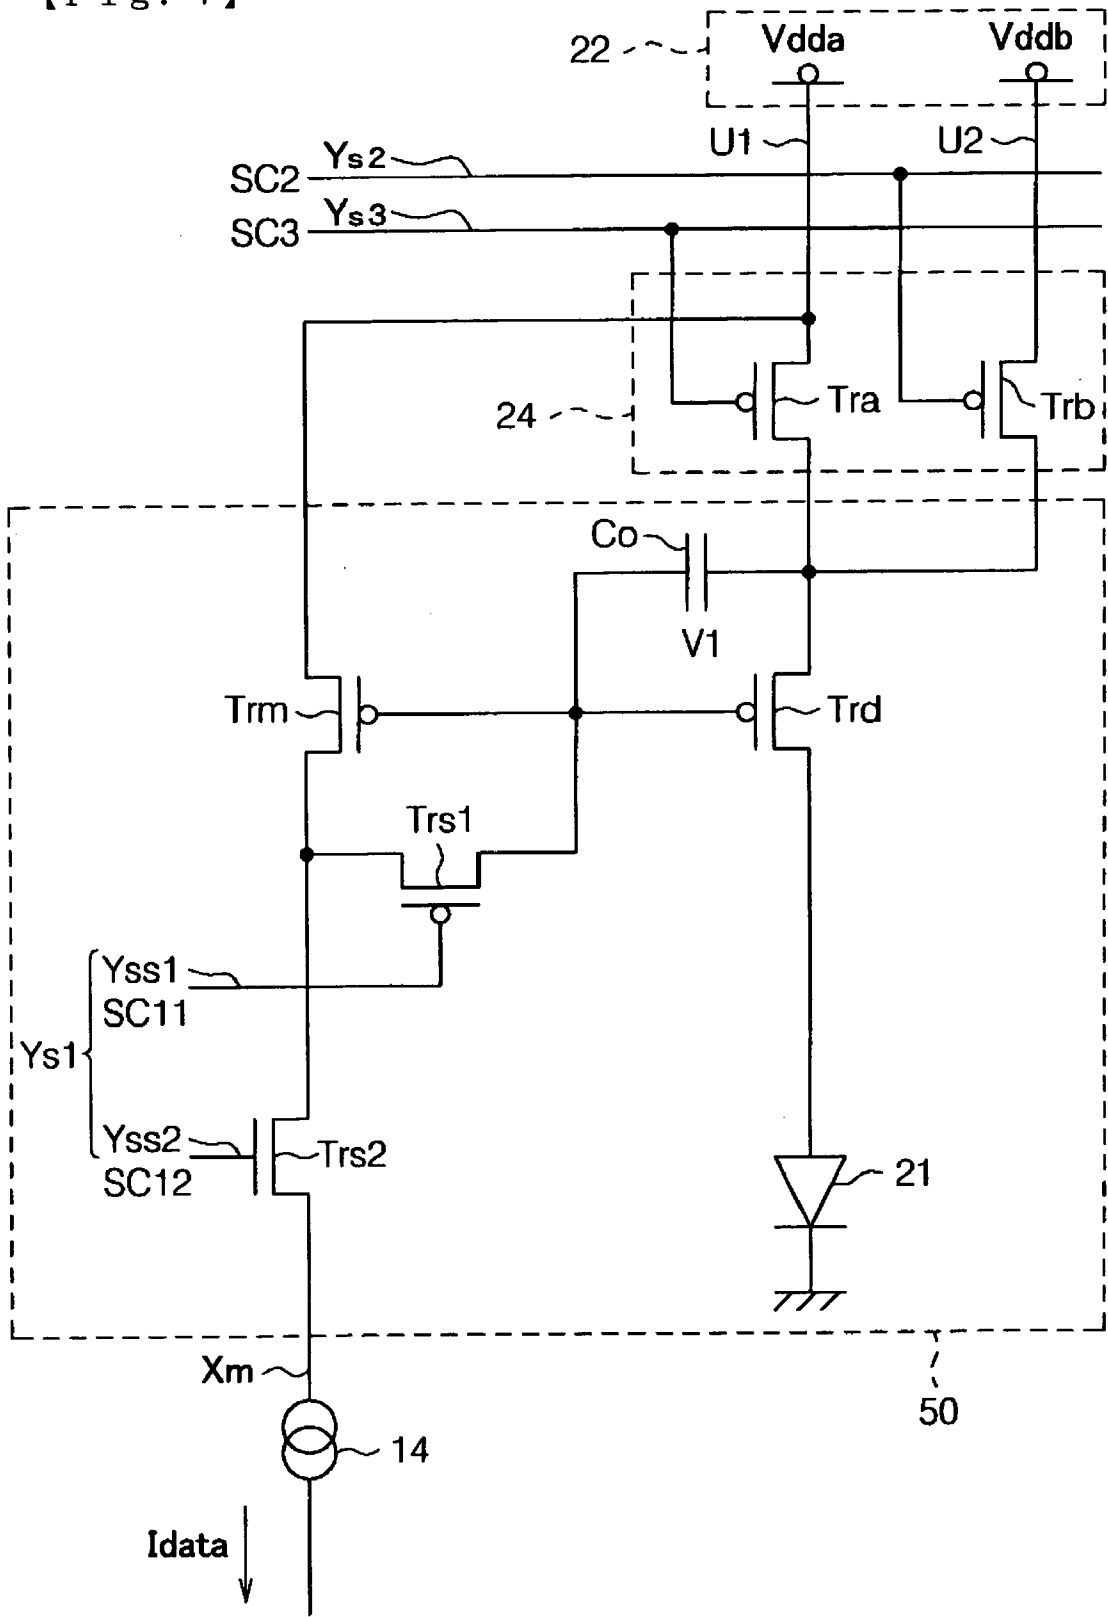 22
Vdda
Vddb
U1
U2
SC2
Ys2
SC3
Ys3
24
Tra
Trb
Co
V1
Trm
Trd
Trs1
Ys1
Yss1
SC11
Yss2
SC12
Trs2
21
Xm
50
14
Idata